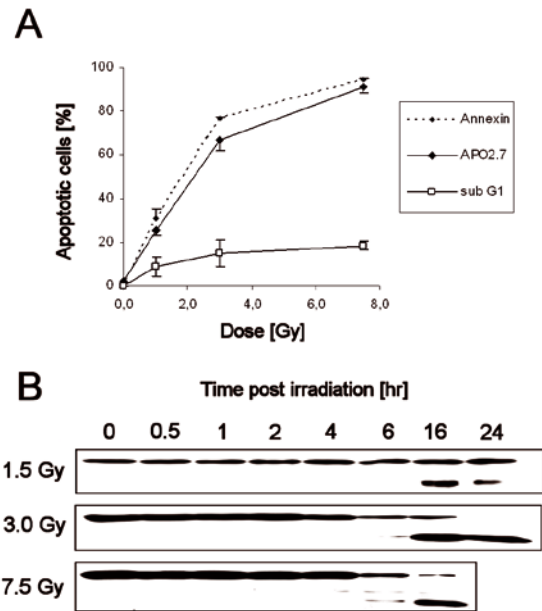 A
100
80
60
40
20
0
0,0 2,0 4,0 6,0 8,0
Apoptotic cells [%]
Dose [Gy]
Annexin
APO2.7
sub G1
B
Time post irradiation [hr]
0 0.5 1 2 4 6 16 24
1.5 Gy
3.0 Gy
7.5 Gy